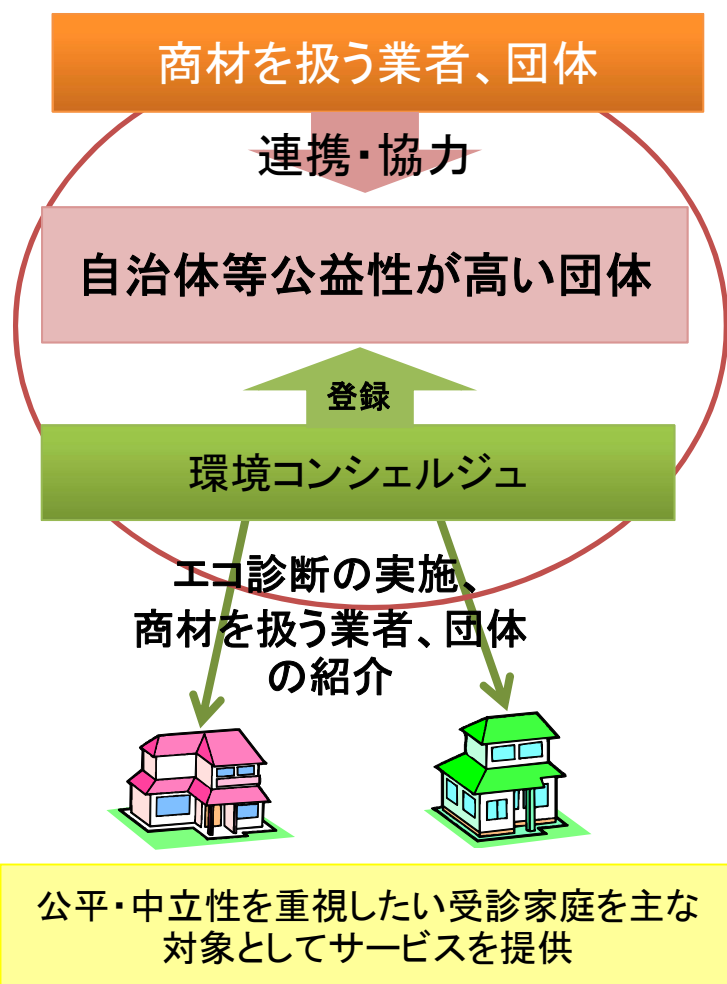 商材を扱う業者、団体
連携・協力
自治体等公益性が高い団体
登録
環境コンシェルジュ
エコ診断の実施、
商材を扱う業者、団体
の紹介
公平・中立性を重視したい受診家庭を主な
対象としてサービスを提供